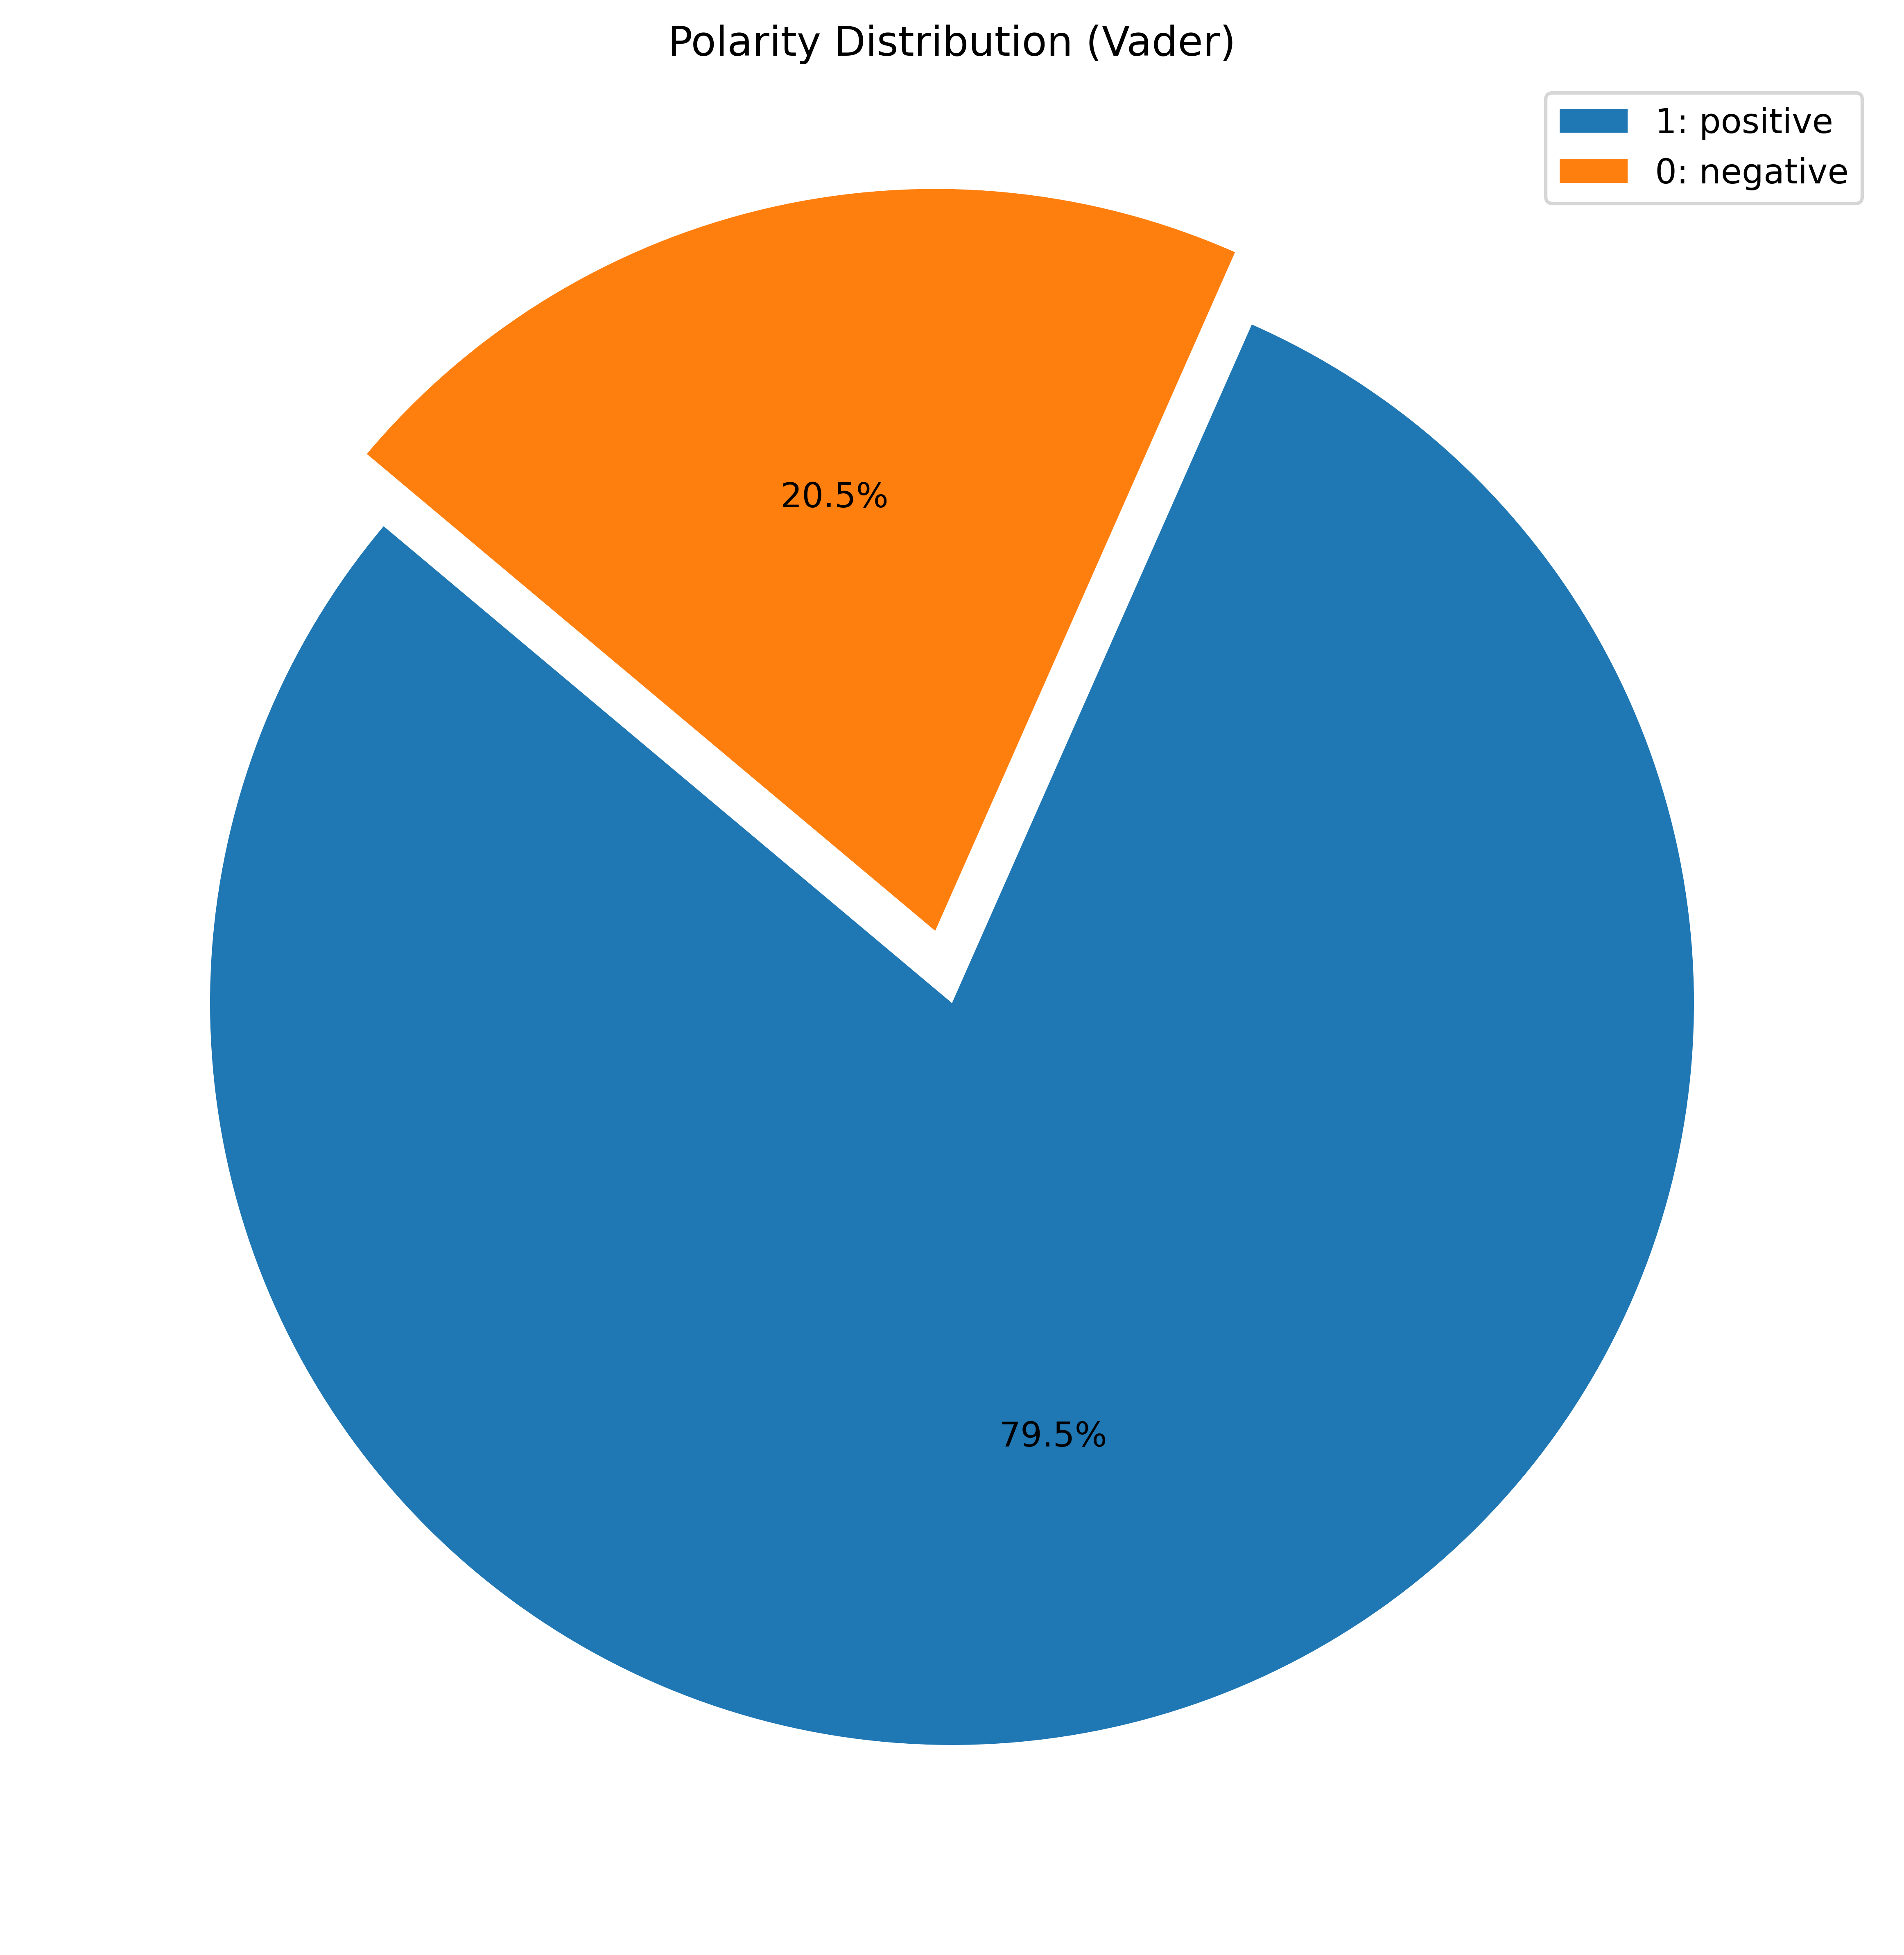 Polarity Distribution (Vader)
1: positive
0: negative
20.5%
79.5%